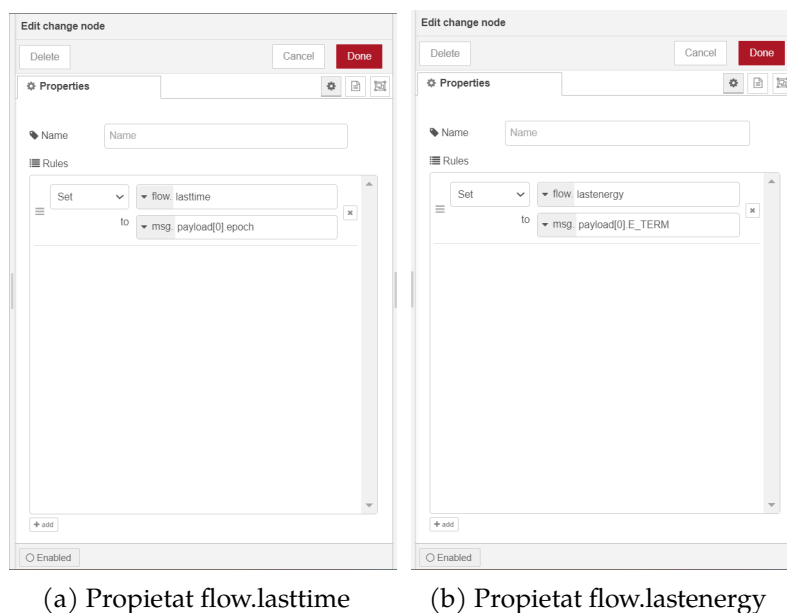 Edit change node
Delete
Cancel
Done
Properties
Name
Name
Rules
Set
flow. lasttime
to
msg. payload[0].epoch
add
Enabled
(a) Propietat flow.lasttime
Edit change node
Delete
Cancel
Done
Properties
Name
Name
Rules
Set
flow. lastenergy
to
msg. payload[0].E_TERM
add
Enabled
(b) Propietat flow.lastenergy